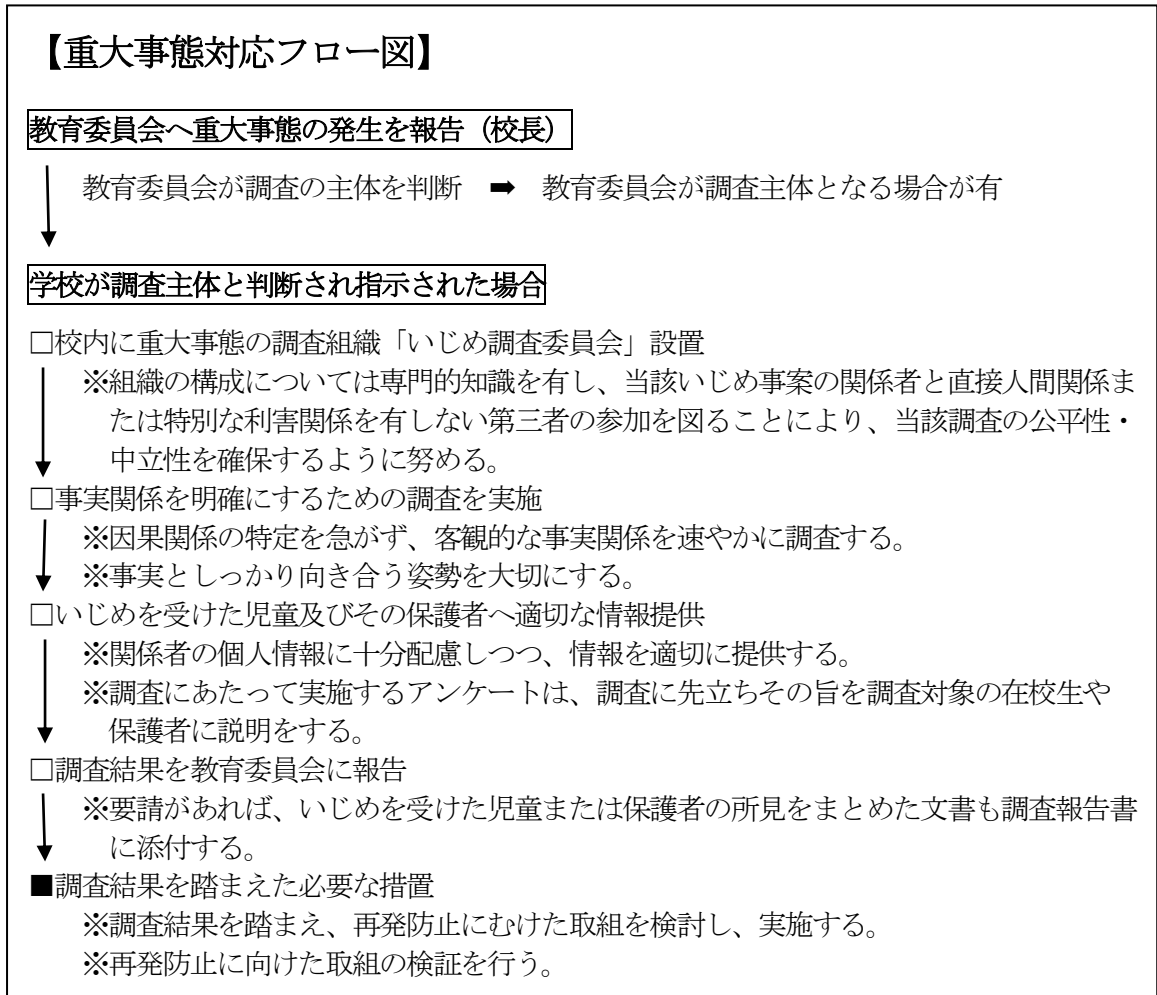 【重大事態対応フロー図】
教育委員会へ重大事態の発生を報告（校長）
教育委員会が調査の主体を判断　➡　教育委員会が調査主体となる場合が有
学校が調査主体と判断され指示された場合
□校内に重大事態の調査組織「いじめ調査委員会」設置
※組織の構成については専門的知識を有し、当該いじめ事案の関係者と直接人間関係ま
たは特別な利害関係を有しない第三者の参加を図ることにより、当該調査の公平性・
中立性を確保するように努める。
□事実関係を明確にするための調査を実施
※因果関係の特定を急がず、客観的な事実関係を速やかに調査する。
※事実としっかり向き合う姿勢を大切にする。
□いじめを受けた児童及びその保護者へ適切な情報提供
※関係者の個人情報に十分配慮しつつ、情報を適切に提供する。
※調査にあたって実施するアンケートは、調査に先立ちその旨を調査対象の在校生や
保護者に説明をする。
□調査結果を教育委員会に報告
※要請があれば、いじめを受けた児童または保護者の所見をまとめた文書も調査報告書
に添付する。
■調査結果を踏まえた必要な措置
※調査結果を踏まえ、再発防止にむけた取組を検討し、実施する。
※再発防止に向けた取組の検証を行う。